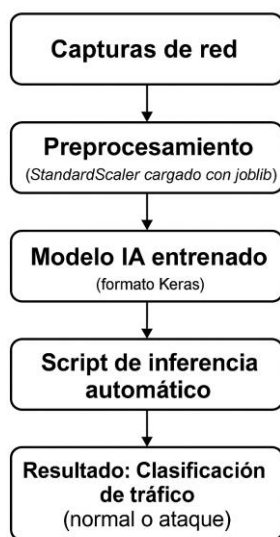 Capturas de red
Preprocesamiento
(StandardScaler cargado con joblib)
Modelo IA entrenado
(formato Keras)
Script de inferencia
automático
Resultado: Clasificación
de tráfico
(normal o ataque)